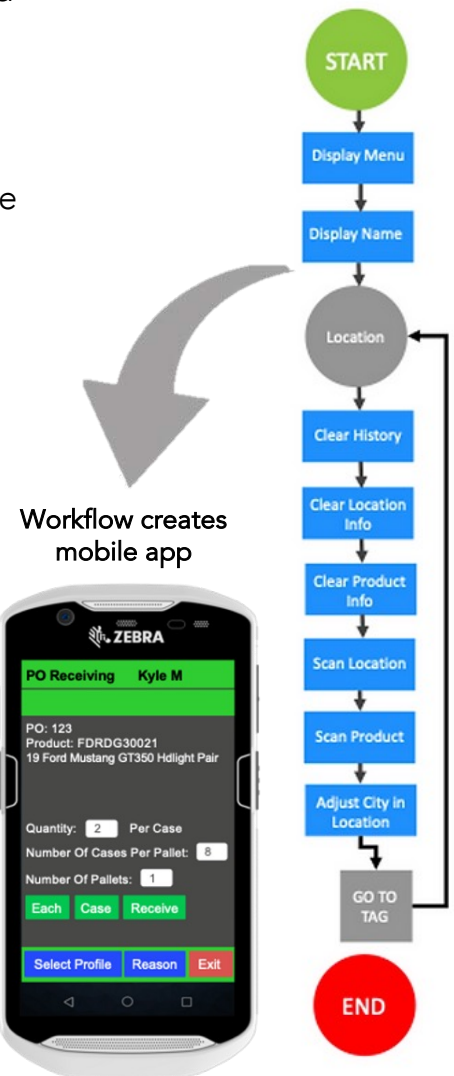 START
Display Menu
Display Name
Location
Clear History
Clear Location
Info
Clear Product
Info
Scan Location
Scan Product
Adjust City in
Location
GO TO
TAG
END
Workflow creates
mobile app
ZEBRA
PO Receiving Kyle M
PO: 123
Product: FDRDG30021
19 Ford Mustang GT350 Hdlight Pair
Quantity: 2 Per Case
Number Of Cases Per Pallet: 8
Number Of Pallets: 1
Each Case Receive
Select Profile Reason Exit